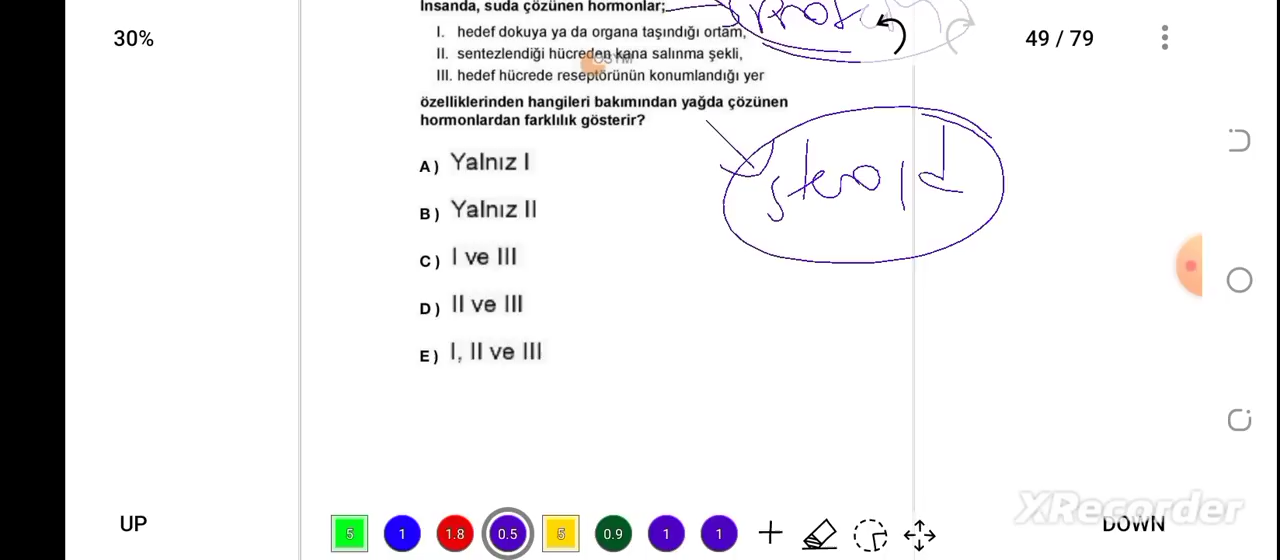 İnsanda, suda çözünen hormonlar;
30%
49 / 79
I. hedef dokuya ya da organa taşındığı ortam,
II. sentezlendiği hücreden kana salınma şekli,
ÖSYM
III. hedef hücrede reseptörünün konumlandığı yer
özelliklerinden hangileri bakımından yağda çözünen
hormonlardan farklılık gösterir?
steroid
A) Yalnız I
B) Yalnız II
C) I ve III
D) II ve III
E) I, II ve III
XRecorder
UP
5 1 1.8 0.5 5 0.9 1 1
DOWN